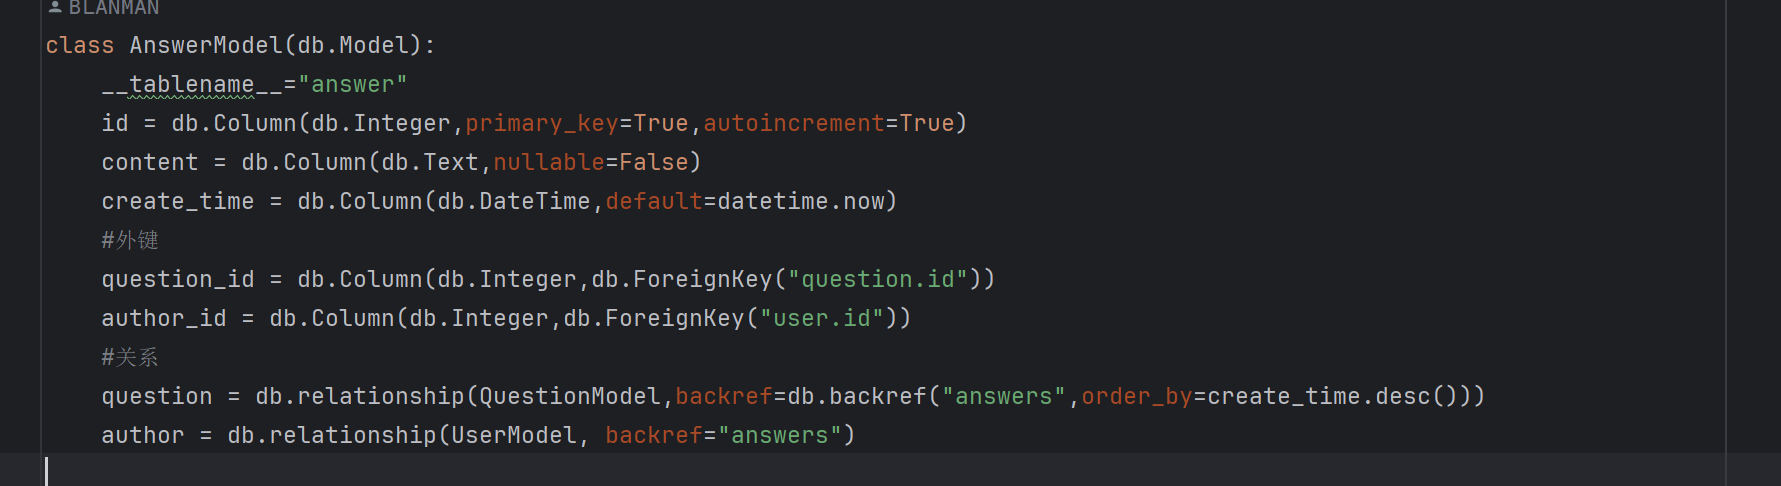 BLANMAN
class AnswerModel(db.Model):
    __tablename__="answer"
    id = db.Column(db.Integer,primary_key=True,autoincrement=True)
    content = db.Column(db.Text,nullable=False)
    create_time = db.Column(db.DateTime,default=datetime.now)
    #外键
    question_id = db.Column(db.Integer,db.ForeignKey("question.id"))
    author_id = db.Column(db.Integer,db.ForeignKey("user.id"))
    #关系
    question = db.relationship(QuestionModel,backref=db.backref("answers",order_by=create_time.desc()))
    author = db.relationship(UserModel, backref="answers")